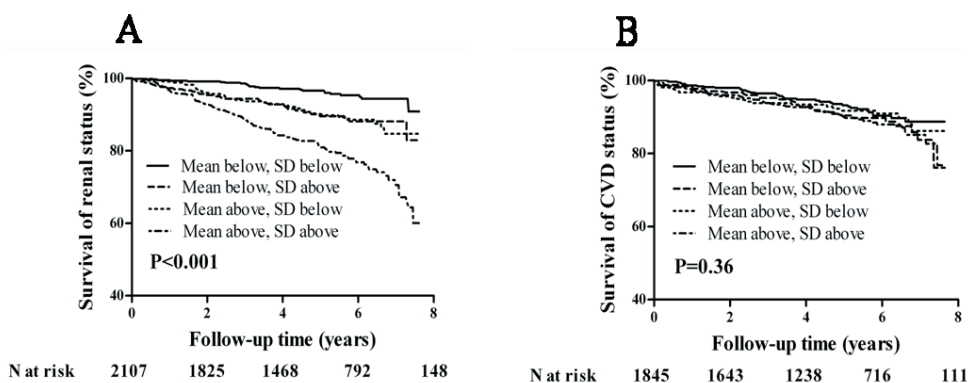 A
Survival of renal status (%)
100
80
60
40
Mean below, SD below
Mean below, SD above
Mean above, SD below
Mean above, SD above
P<0.001
0 2 4 6 8
Follow-up time (years)
N at risk 2107 1825 1468 792 148
B
Survival of CVD status (%)
100
80
60
40
Mean below, SD below
Mean below, SD above
Mean above, SD below
Mean above, SD above
P=0.36
0 2 4 6 8
Follow-up time (years)
N at risk 1845 1643 1238 716 111